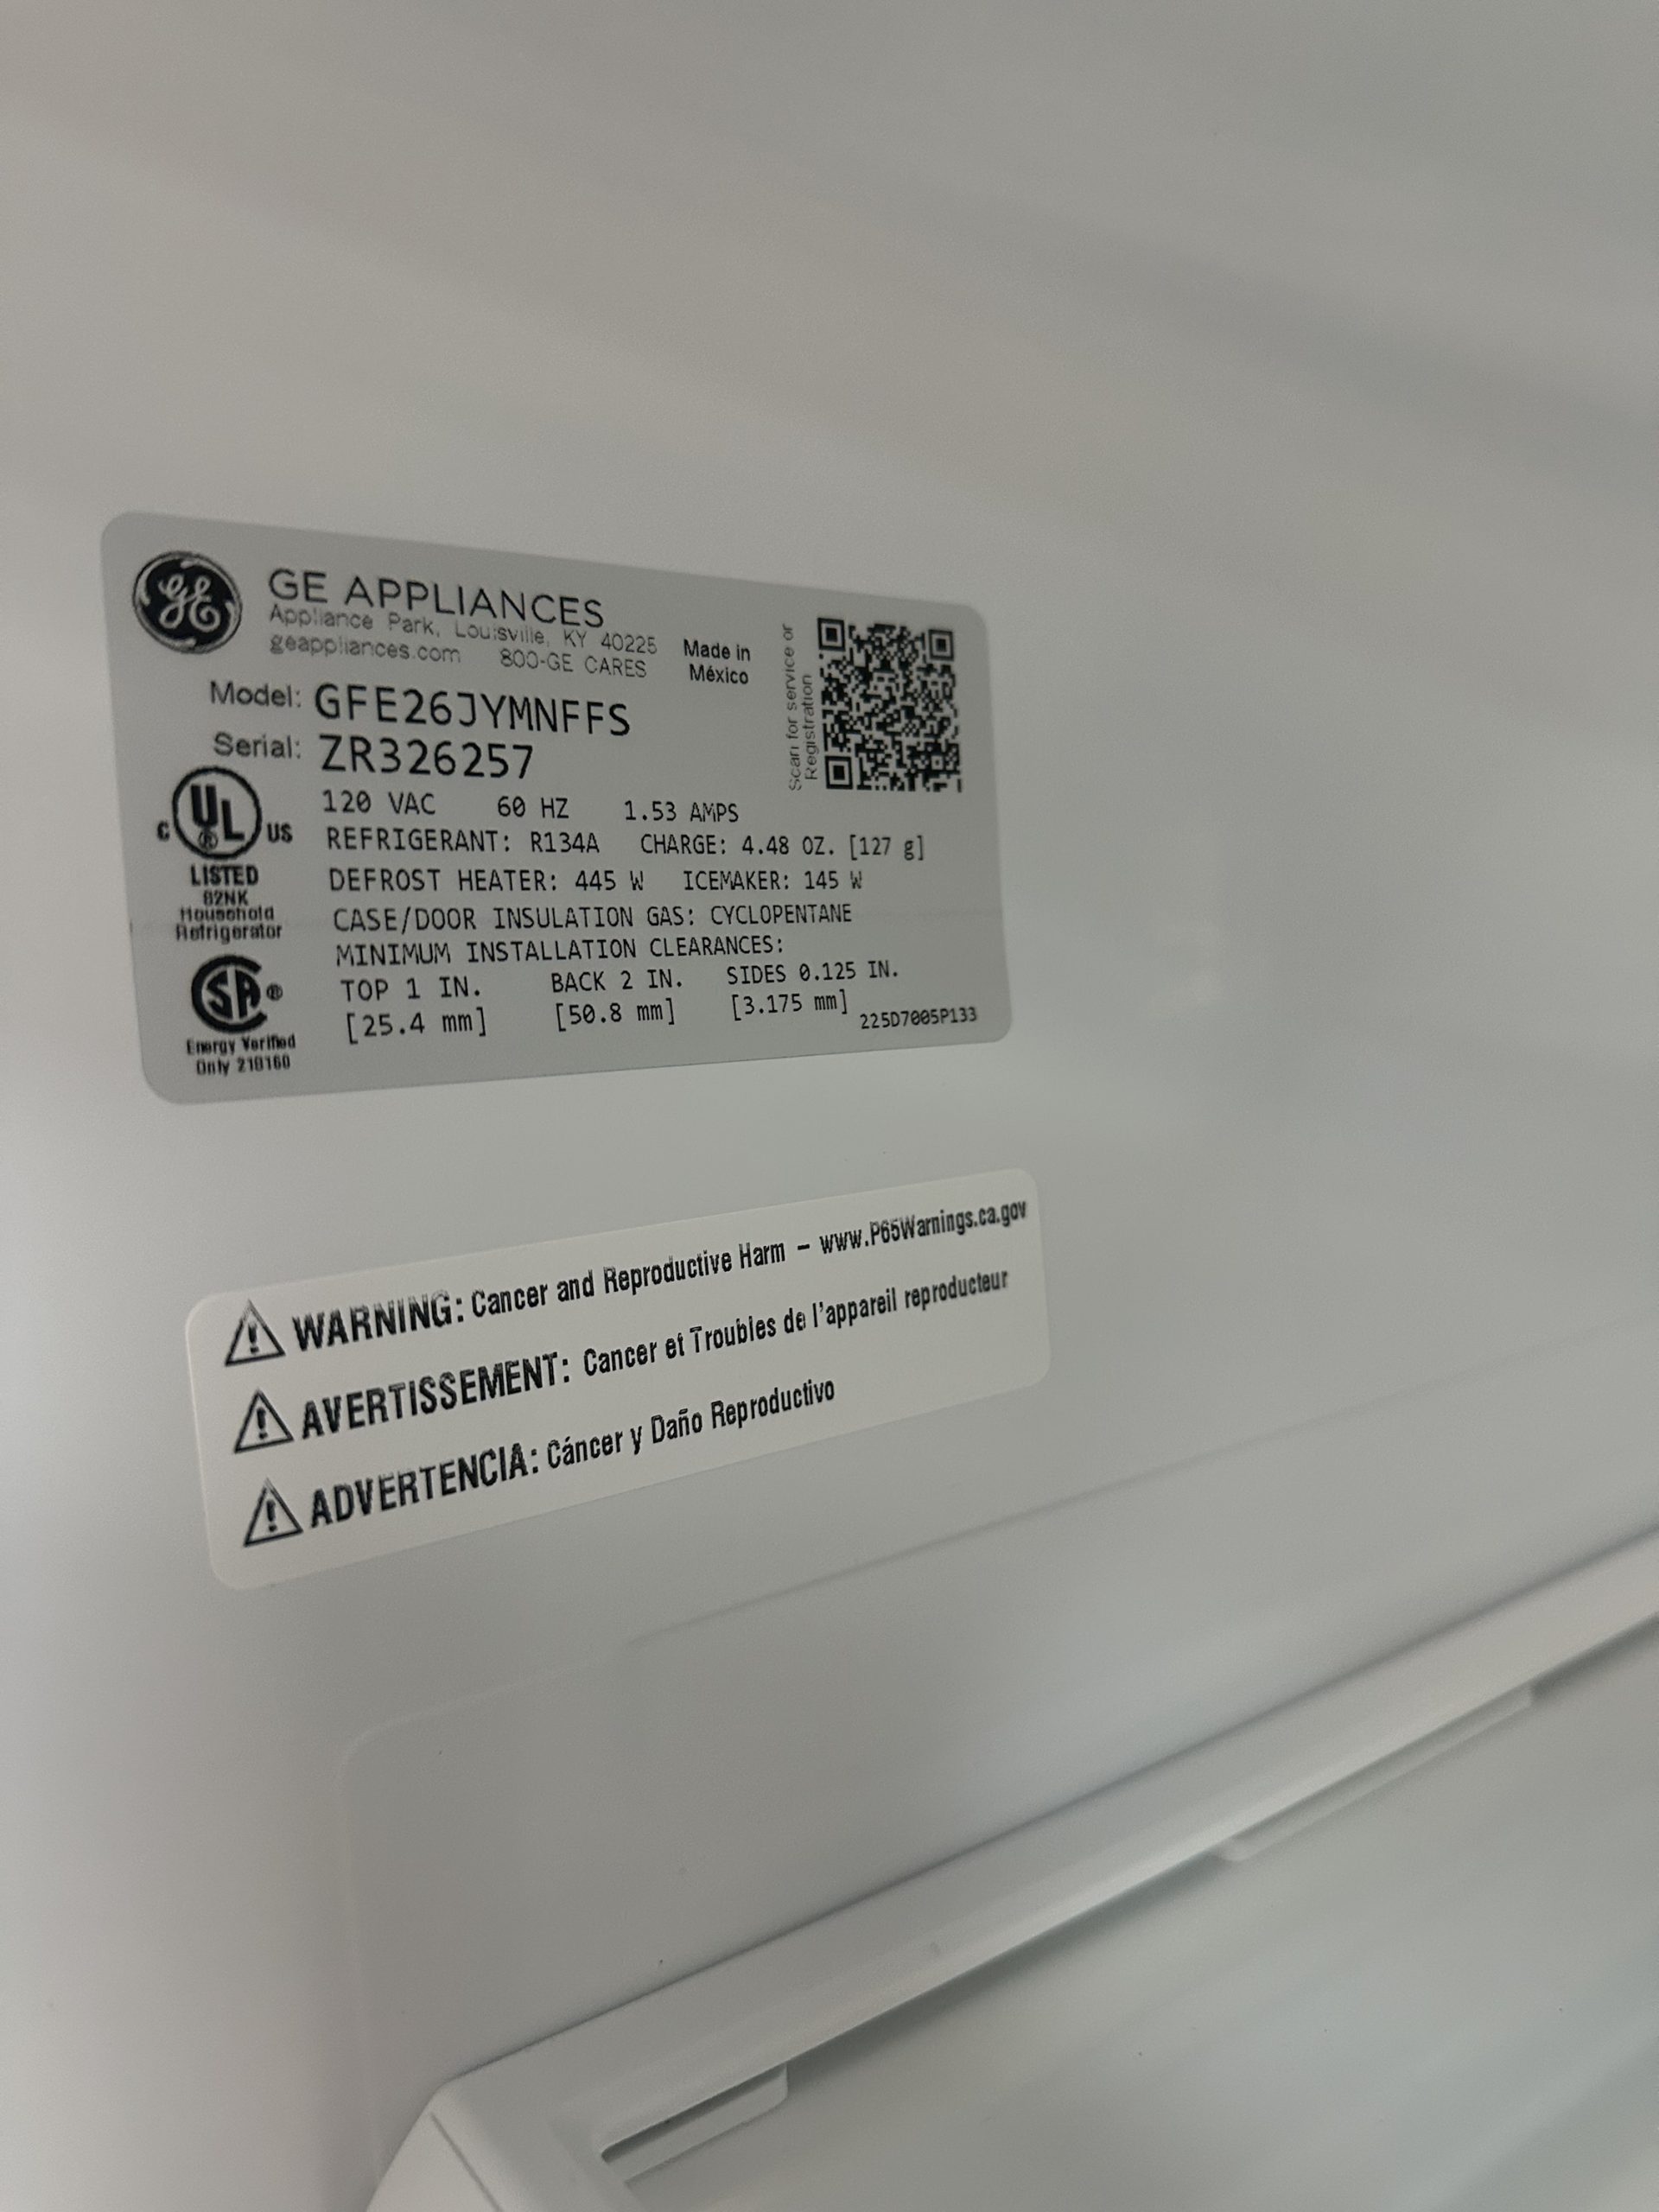 GE
GE APPLIANCES
Appliance Park, Louisville, KY 40225
geappliances.com 800-GE CARES
Made in
México
Scan for service or
Registration
Model: GFE26JYMNFFS
Serial: ZR326257
120 VAC 60 HZ 1.53 AMPS
REFRIGERANT: R134A CHARGE: 4.48 OZ. [127 g]
DEFROST HEATER: 445 W ICEMAKER: 145 W
CASE/DOOR INSULATION GAS: CYCLOPENTANE
MINIMUM INSTALLATION CLEARANCES:
TOP 1 IN. BACK 2 IN. SIDES 0.125 IN.
[25.4 mm] [50.8 mm] [3.175 mm]
225D7005P133
C UL® US
LISTED
82NK
Household
Refrigerator
SA®
Energy Verified
Only 218160
WARNING: Cancer and Reproductive Harm – www.P65Warnings.ca.gov
AVERTISSEMENT: Cancer et Troubles de l'appareil reproducteur
ADVERTENCIA: Cáncer y Daño Reproductivo